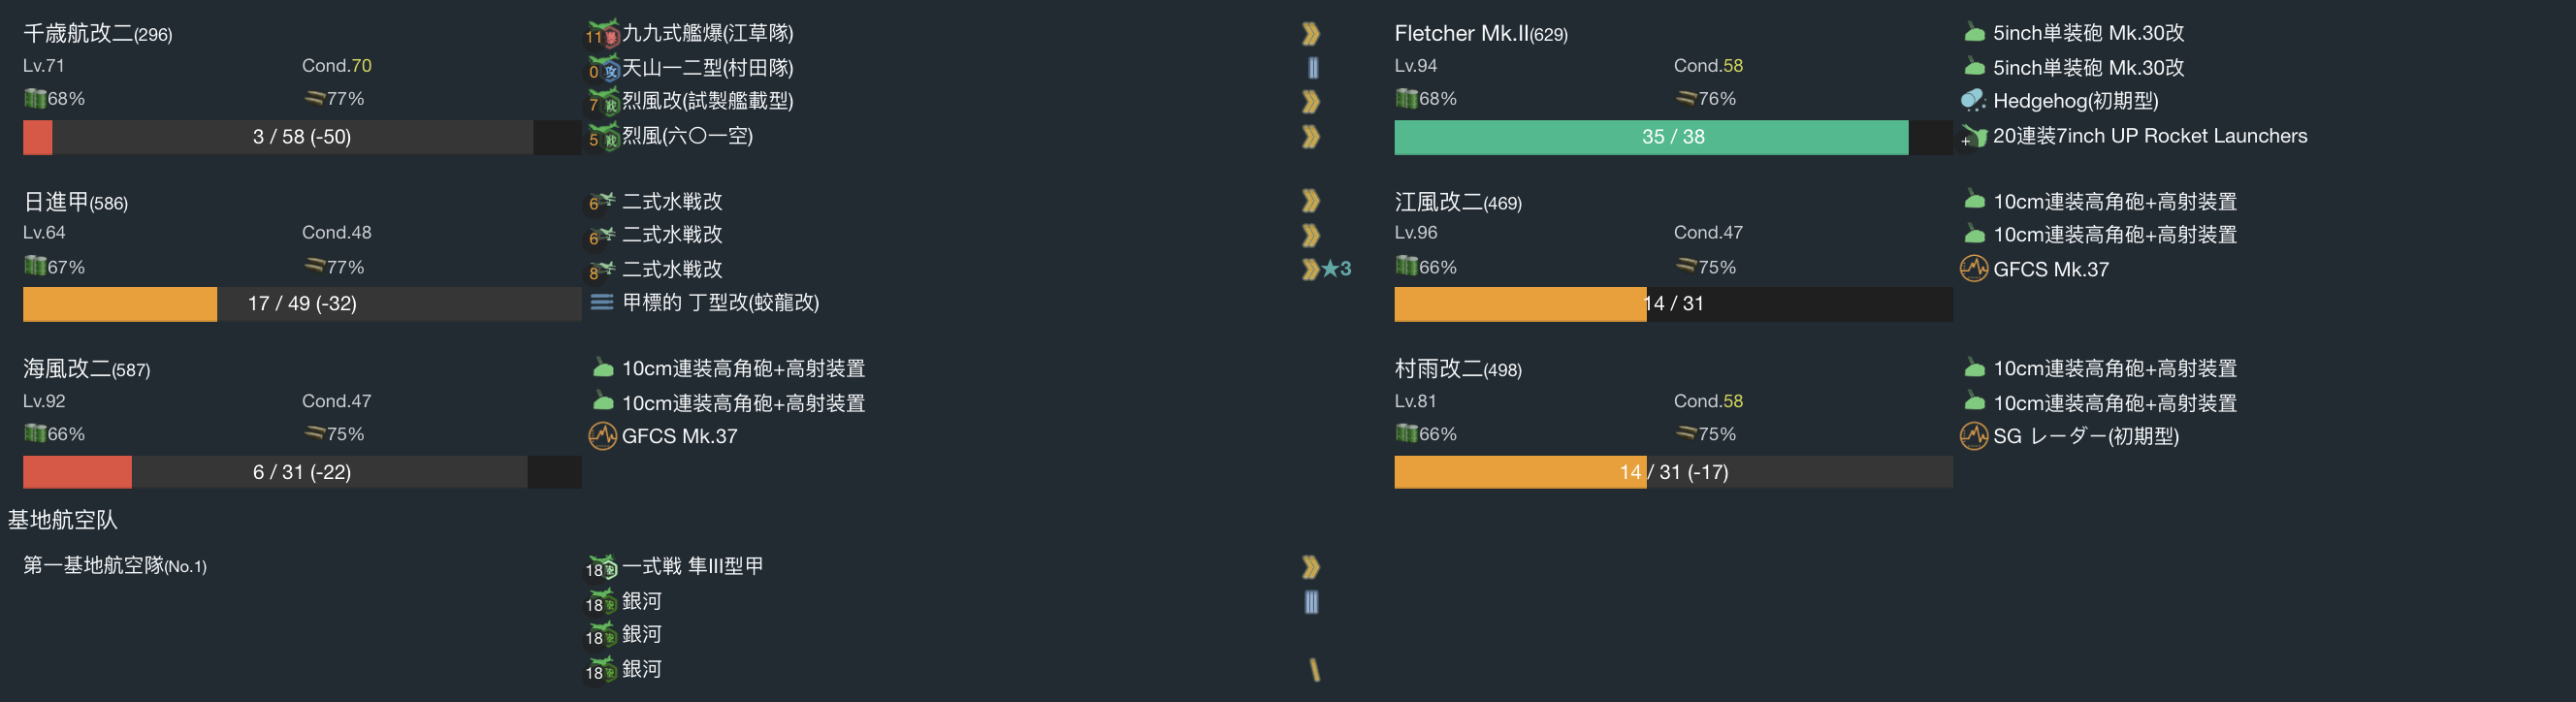 千歳航改二(296)
Lv.71 Cond.70
68% 77%
3 / 58 (-50)
11 九九式艦爆(江草隊)
0 攻 天山一二型(村田隊)
7 烈風改(試製艦載型)
5 烈風(六〇一空)
Fletcher Mk.II(629)
Lv.94 Cond.58
68% 76%
35 / 38
5inch単装砲 Mk.30改
5inch単装砲 Mk.30改
Hedgehog(初期型)
+ 20連装7inch UP Rocket Launchers
日進甲(586)
Lv.64 Cond.48
67% 77%
17 / 49 (-32)
6 二式水戦改
6 二式水戦改
8 二式水戦改 ★3
甲標的 丁型改(蛟龍改)
江風改二(469)
Lv.96 Cond.47
66% 75%
14 / 31
10cm連装高角砲+高射装置
10cm連装高角砲+高射装置
GFCS Mk.37
海風改二(587)
Lv.92 Cond.47
66% 75%
6 / 31 (-22)
10cm連装高角砲+高射装置
10cm連装高角砲+高射装置
GFCS Mk.37
村雨改二(498)
Lv.81 Cond.58
66% 75%
14 / 31 (-17)
10cm連装高角砲+高射装置
10cm連装高角砲+高射装置
SG レーダー(初期型)
基地航空队
第一基地航空隊(No.1)
18 一式戦 隼III型甲
18 銀河
18 銀河
18 銀河